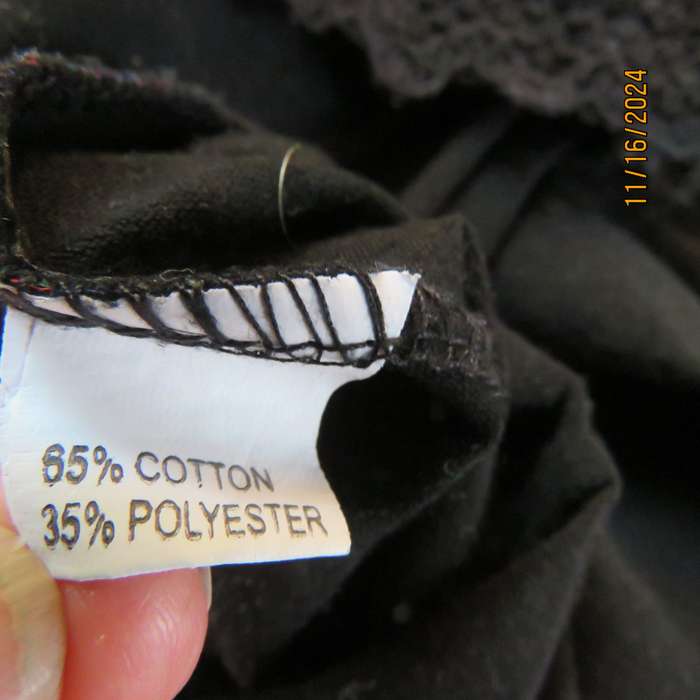 11/16/2024
65% COTTON
35% POLYESTER